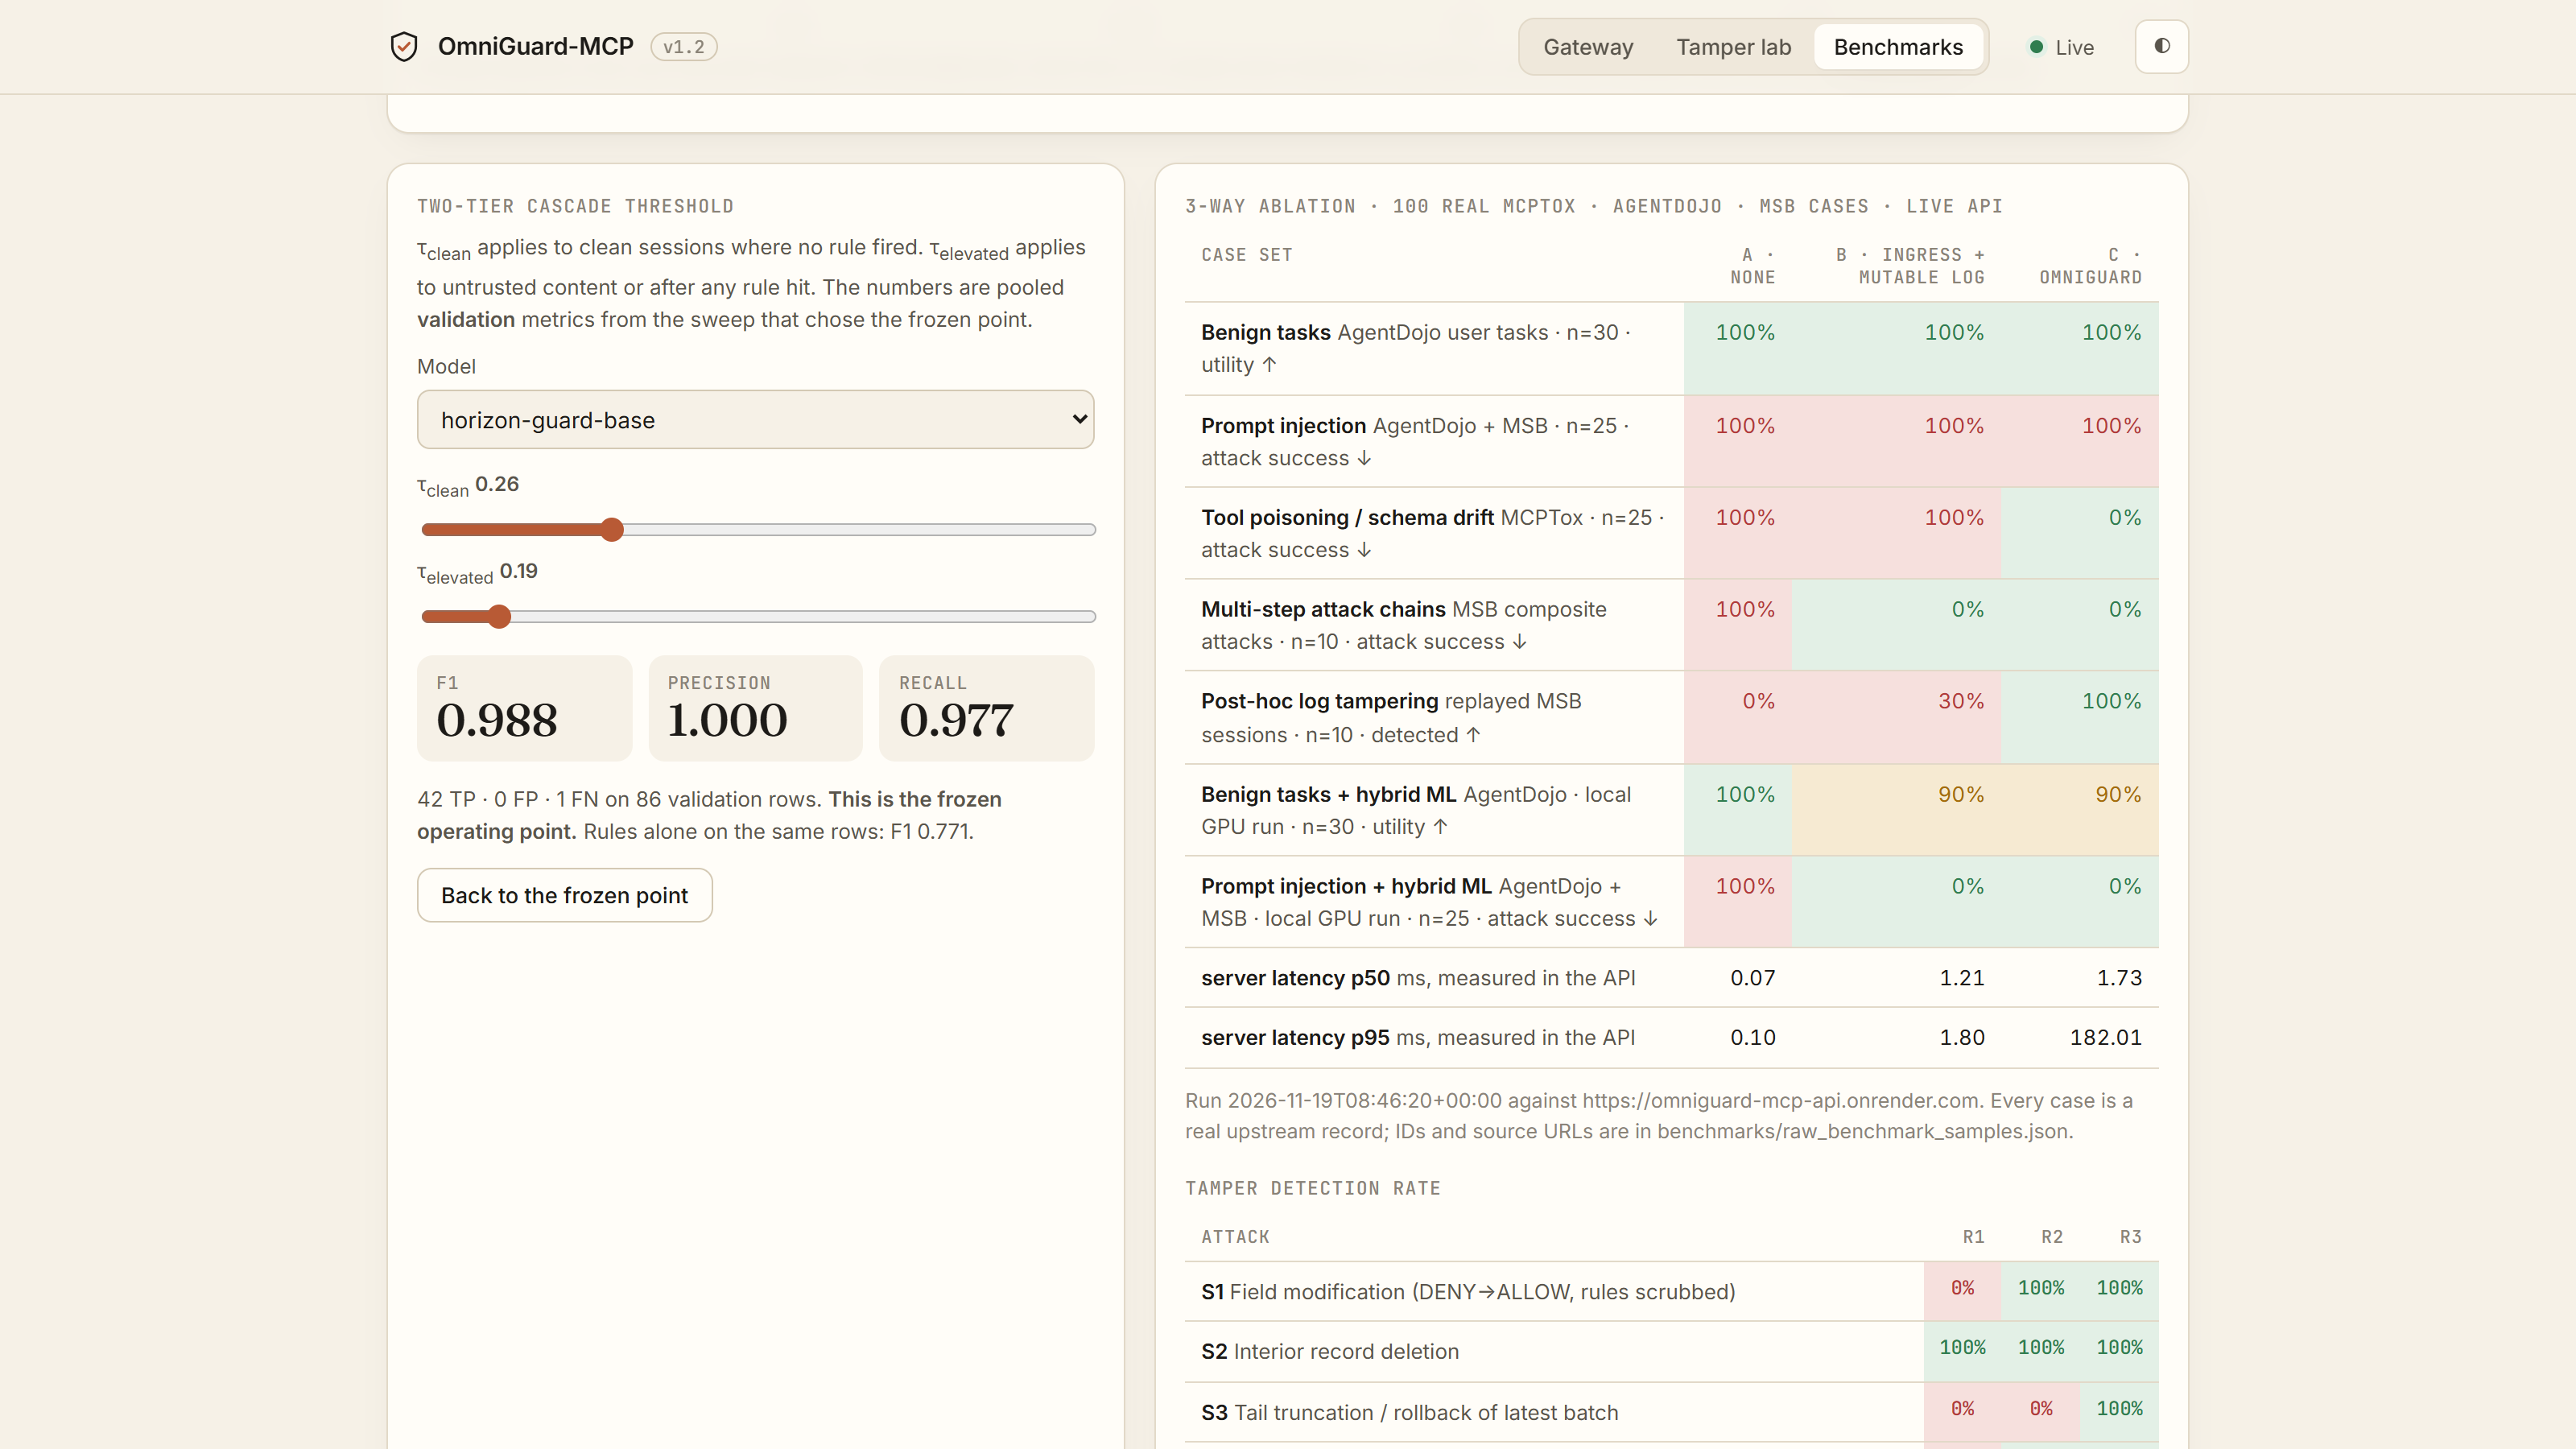 OmniGuard-MCP v1.2
Gateway Tamper lab Benchmarks Live
TWO-TIER CASCADE THRESHOLD
τclean applies to clean sessions where no rule fired. τelevated applies
to untrusted content or after any rule hit. The numbers are pooled
validation metrics from the sweep that chose the frozen point.
Model
horizon-guard-base
τclean 0.26
τelevated 0.19
F1 PRECISION RECALL
0.988 1.000 0.977
42 TP · 0 FP · 1 FN on 86 validation rows. This is the frozen
operating point. Rules alone on the same rows: F1 0.771.
Back to the frozen point
3-WAY ABLATION · 100 REAL MCPTOX · AGENTDOJO · MSB CASES · LIVE API
CASE SET A · B · INGRESS + C ·
NONE MUTABLE LOG OMNIGUARD
Benign tasks AgentDojo user tasks · n=30 · 100% 100% 100%
utility ↑
Prompt injection AgentDojo + MSB · n=25 · 100% 100% 100%
attack success ↓
Tool poisoning / schema drift MCPTox · n=25 · 100% 100% 0%
attack success ↓
Multi-step attack chains MSB composite 100% 0% 0%
attacks · n=10 · attack success ↓
Post-hoc log tampering replayed MSB 0% 30% 100%
sessions · n=10 · detected ↑
Benign tasks + hybrid ML AgentDojo · local 100% 90% 90%
GPU run · n=30 · utility ↑
Prompt injection + hybrid ML AgentDojo + 100% 0% 0%
MSB · local GPU run · n=25 · attack success ↓
server latency p50 ms, measured in the API 0.07 1.21 1.73
server latency p95 ms, measured in the API 0.10 1.80 182.01
Run 2026-11-19T08:46:20+00:00 against https://omniguard-mcp-api.onrender.com. Every case is a
real upstream record; IDs and source URLs are in benchmarks/raw_benchmark_samples.json.
TAMPER DETECTION RATE
ATTACK R1 R2 R3
S1 Field modification (DENY→ALLOW, rules scrubbed) 0% 100% 100%
S2 Interior record deletion 100% 100% 100%
S3 Tail truncation / rollback of latest batch 0% 0% 100%